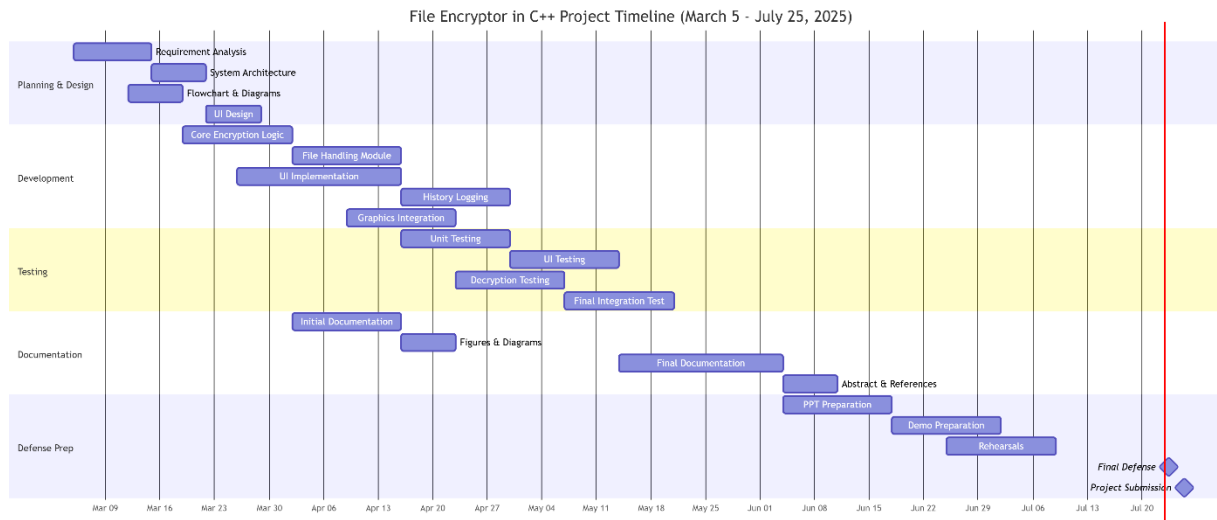 File Encryptor in C++ Project Timeline (March 5 - July 25, 2025)
Planning & Design
Requirement Analysis
System Architecture
Flowchart & Diagrams
UI Design
Development
Core Encryption Logic
File Handling Module
UI Implementation
History Logging
Graphics Integration
Testing
Unit Testing
UI Testing
Decryption Testing
Final Integration Test
Documentation
Initial Documentation
Figures & Diagrams
Final Documentation
Abstract & References
Defense Prep
PPT Preparation
Demo Preparation
Rehearsals
Final Defense
Project Submission
Mar 09 Mar 16 Mar 23 Mar 30 Apr 06 Apr 13 Apr 20 Apr 27 May 04 May 11 May 18 May 25 Jun 01 Jun 08 Jun 15 Jun 22 Jun 29 Jul 06 Jul 13 Jul 20